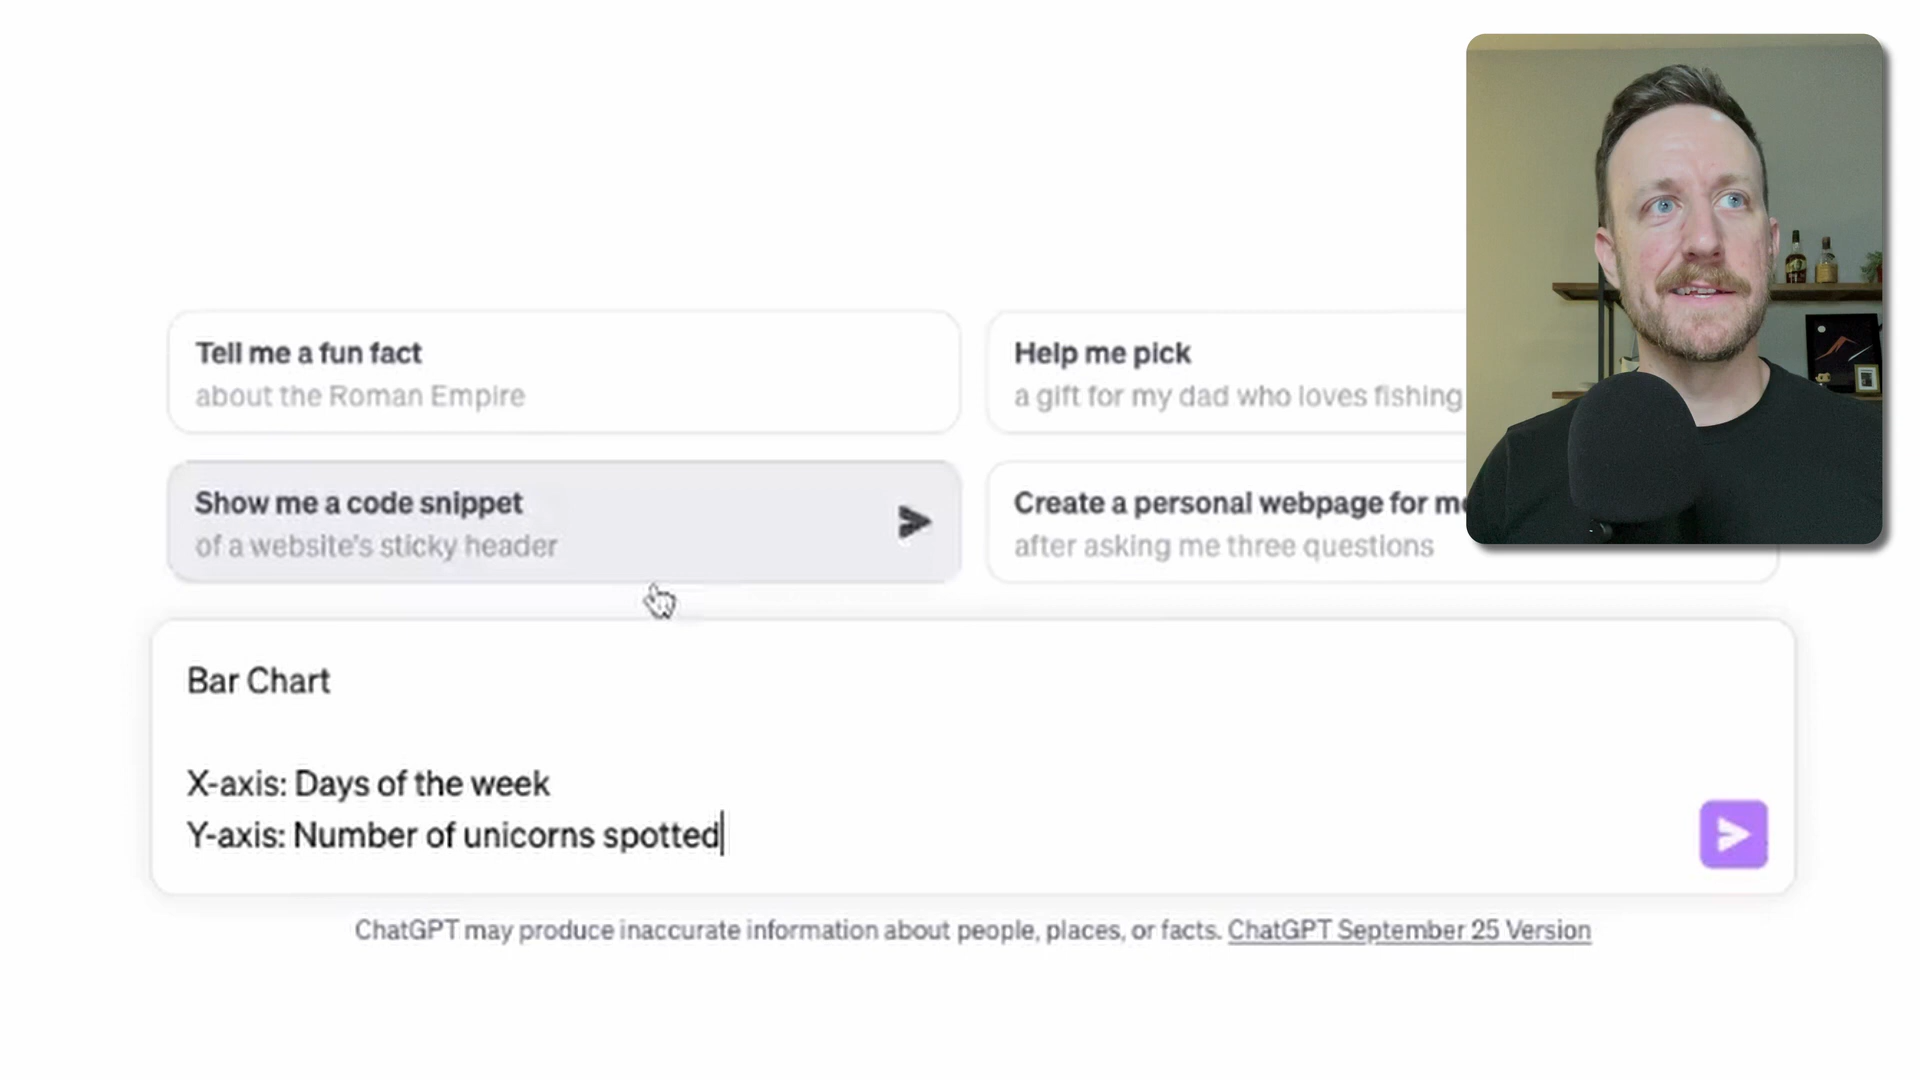 Tell me a fun fact
about the Roman Empire
Help me pick
a gift for my dad who loves fishing
Show me a code snippet
of a website's sticky header
Create a personal webpage for me
after asking me three questions
Bar Chart
X-axis: Days of the week
Y-axis: Number of unicorns spotted
ChatGPT may produce inaccurate information about people, places, or facts. ChatGPT September 25 Version